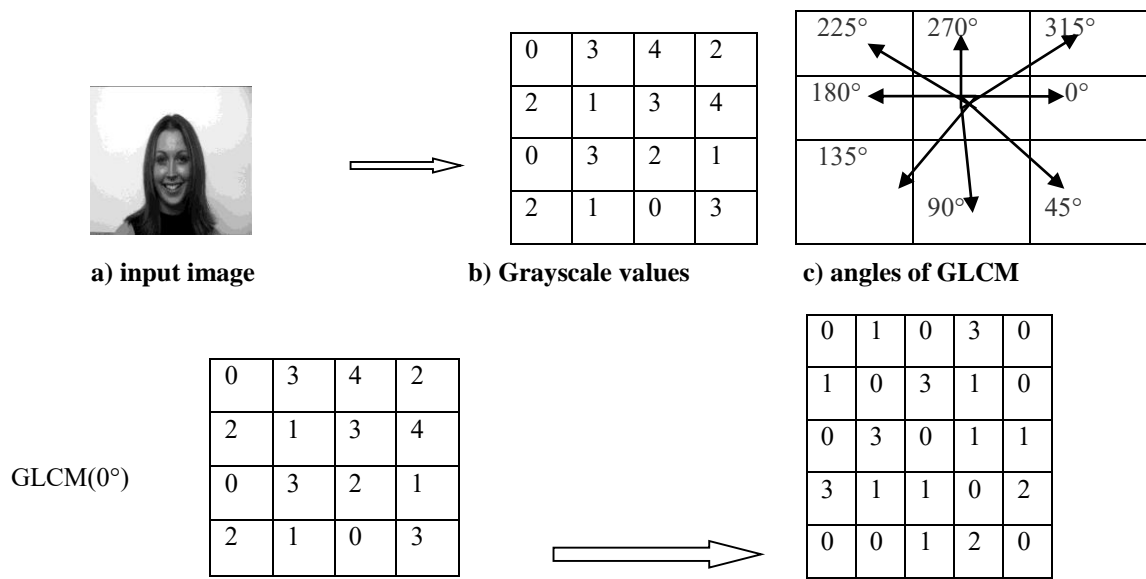 0 3 4 2
2 1 3 4
0 3 2 1
2 1 0 3
225° 270° 315°
180° 0°
135° 90° 45°
a) input image
b) Grayscale values
c) angles of GLCM
GLCM(0°)
0 3 4 2
2 1 3 4
0 3 2 1
2 1 0 3
0 1 0 3 0
1 0 3 1 0
0 3 0 1 1
3 1 1 0 2
0 0 1 2 0